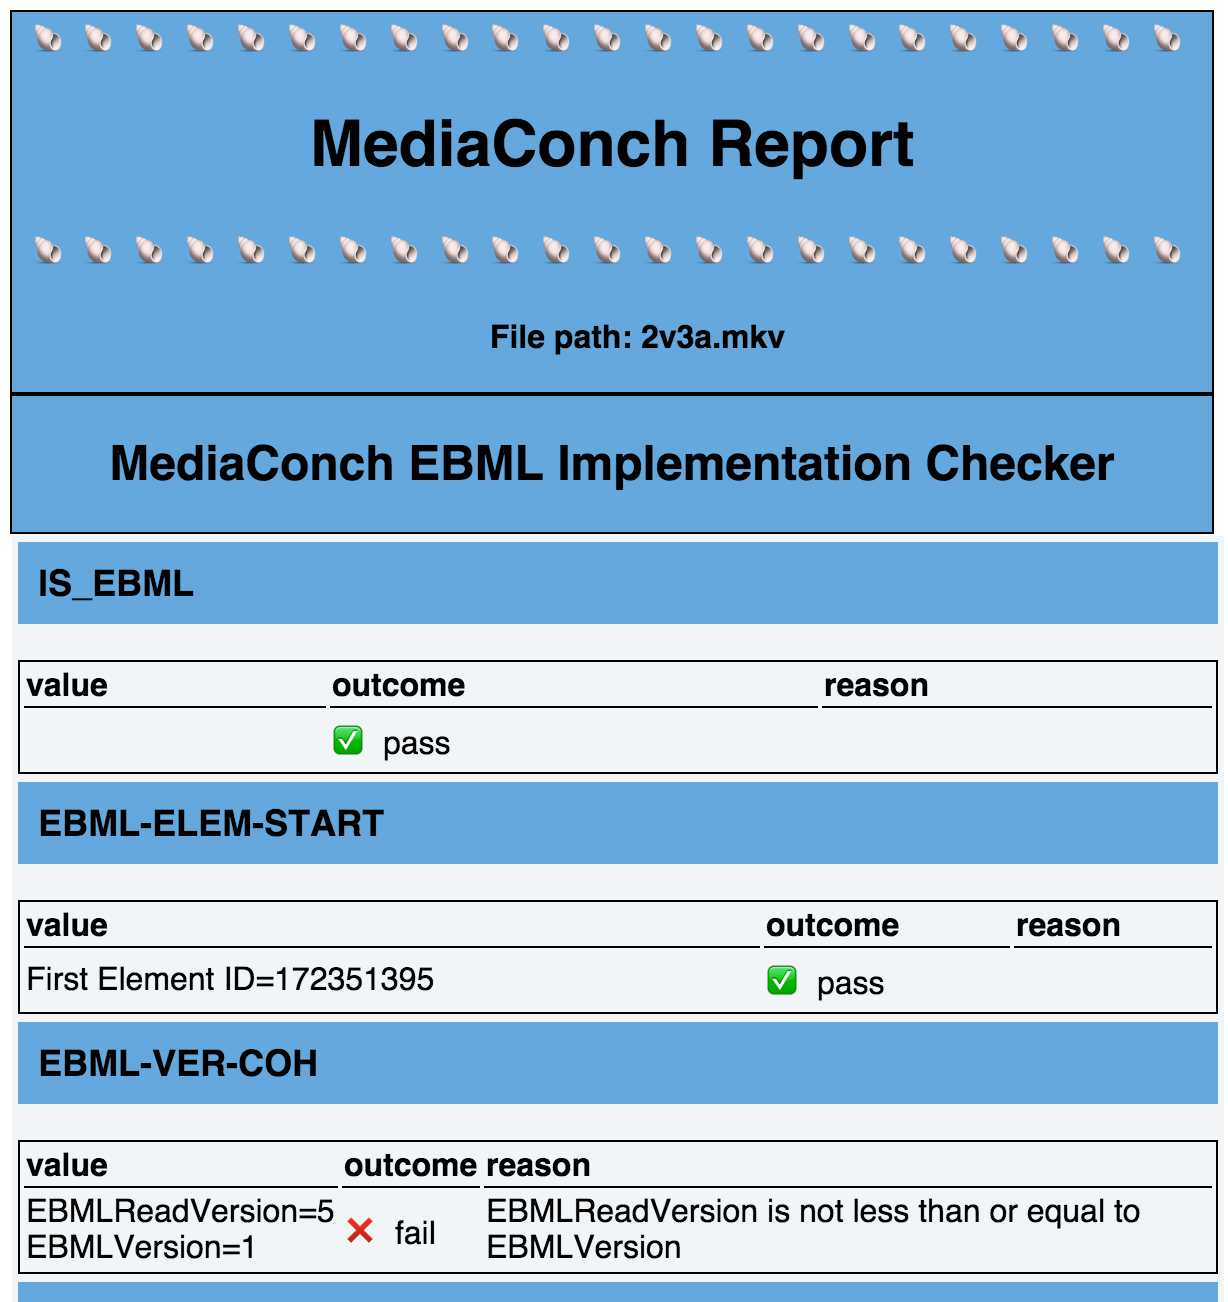 MediaConch Report
File path: 2v3a.mkv
MediaConch EBML Implementation Checker
IS_EBML
value outcome reason
pass
EBML-ELEM-START
value outcome reason
First Element ID=172351395 pass
EBML-VER-COH
value outcome reason
EBMLReadVersion=5 fail EBMLReadVersion is not less than or equal to
EBMLVersion=1 EBMLVersion